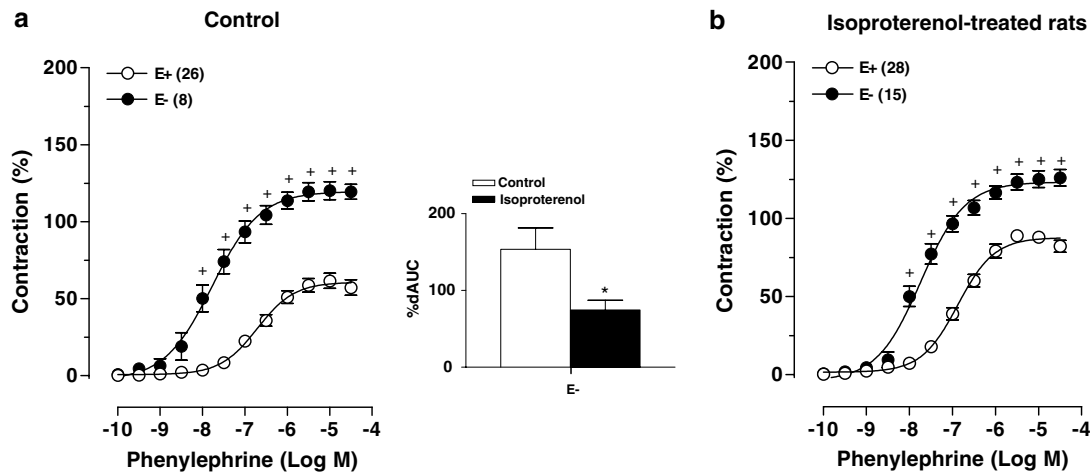 a
Control
200
150
100
50
0
Contraction (%)
E+ (26)
E- (8)
+ + + + + + + +
-10 -9 -8 -7 -6 -5 -4
Phenylephrine (Log M)
Control
Isoproterenol
200
100
0
%dAUC
*
E-
b
Isoproterenol-treated rats
200
150
100
50
0
Contraction (%)
E+ (28)
E- (15)
+ + + + + + + +
-10 -9 -8 -7 -6 -5 -4
Phenylephrine (Log M)